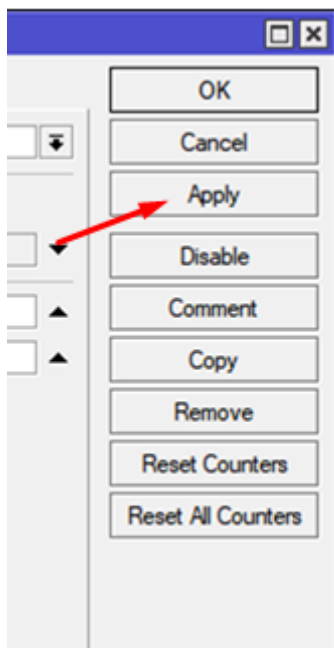 OK
Cancel
Apply
Disable
Comment
Copy
Remove
Reset Counters
Reset All Counters